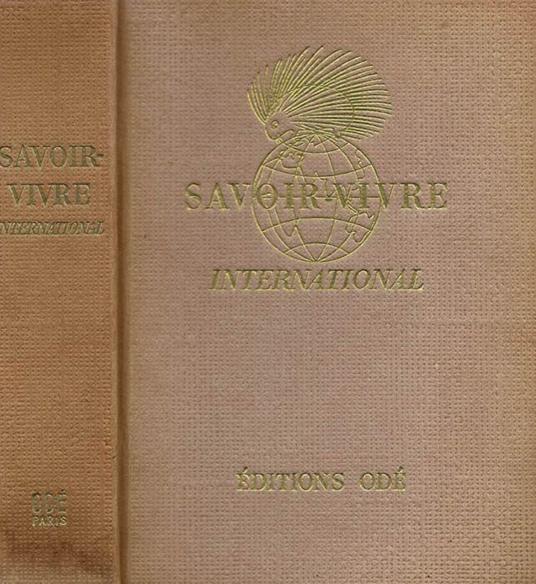 SAVOIR-
VIVRE
INTERNATIONAL
ODÉ
PARIS
SAVOIR-VIVRE
INTERNATIONAL
ÉDITIONS ODÉ